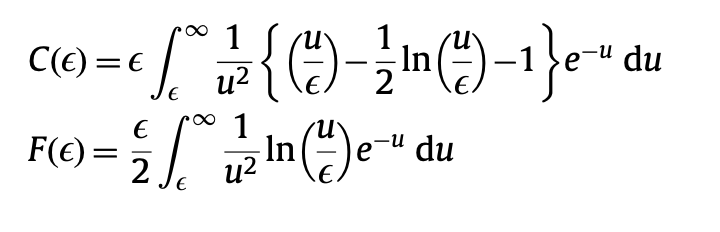 C(ϵ) = ϵ ∫_ϵ^∞ 1/u² { (u/ϵ) − 1/2 ln(u/ϵ) − 1 } e^{−u} du
F(ϵ) = ϵ/2 ∫_ϵ^∞ 1/u² ln(u/ϵ) e^{−u} du